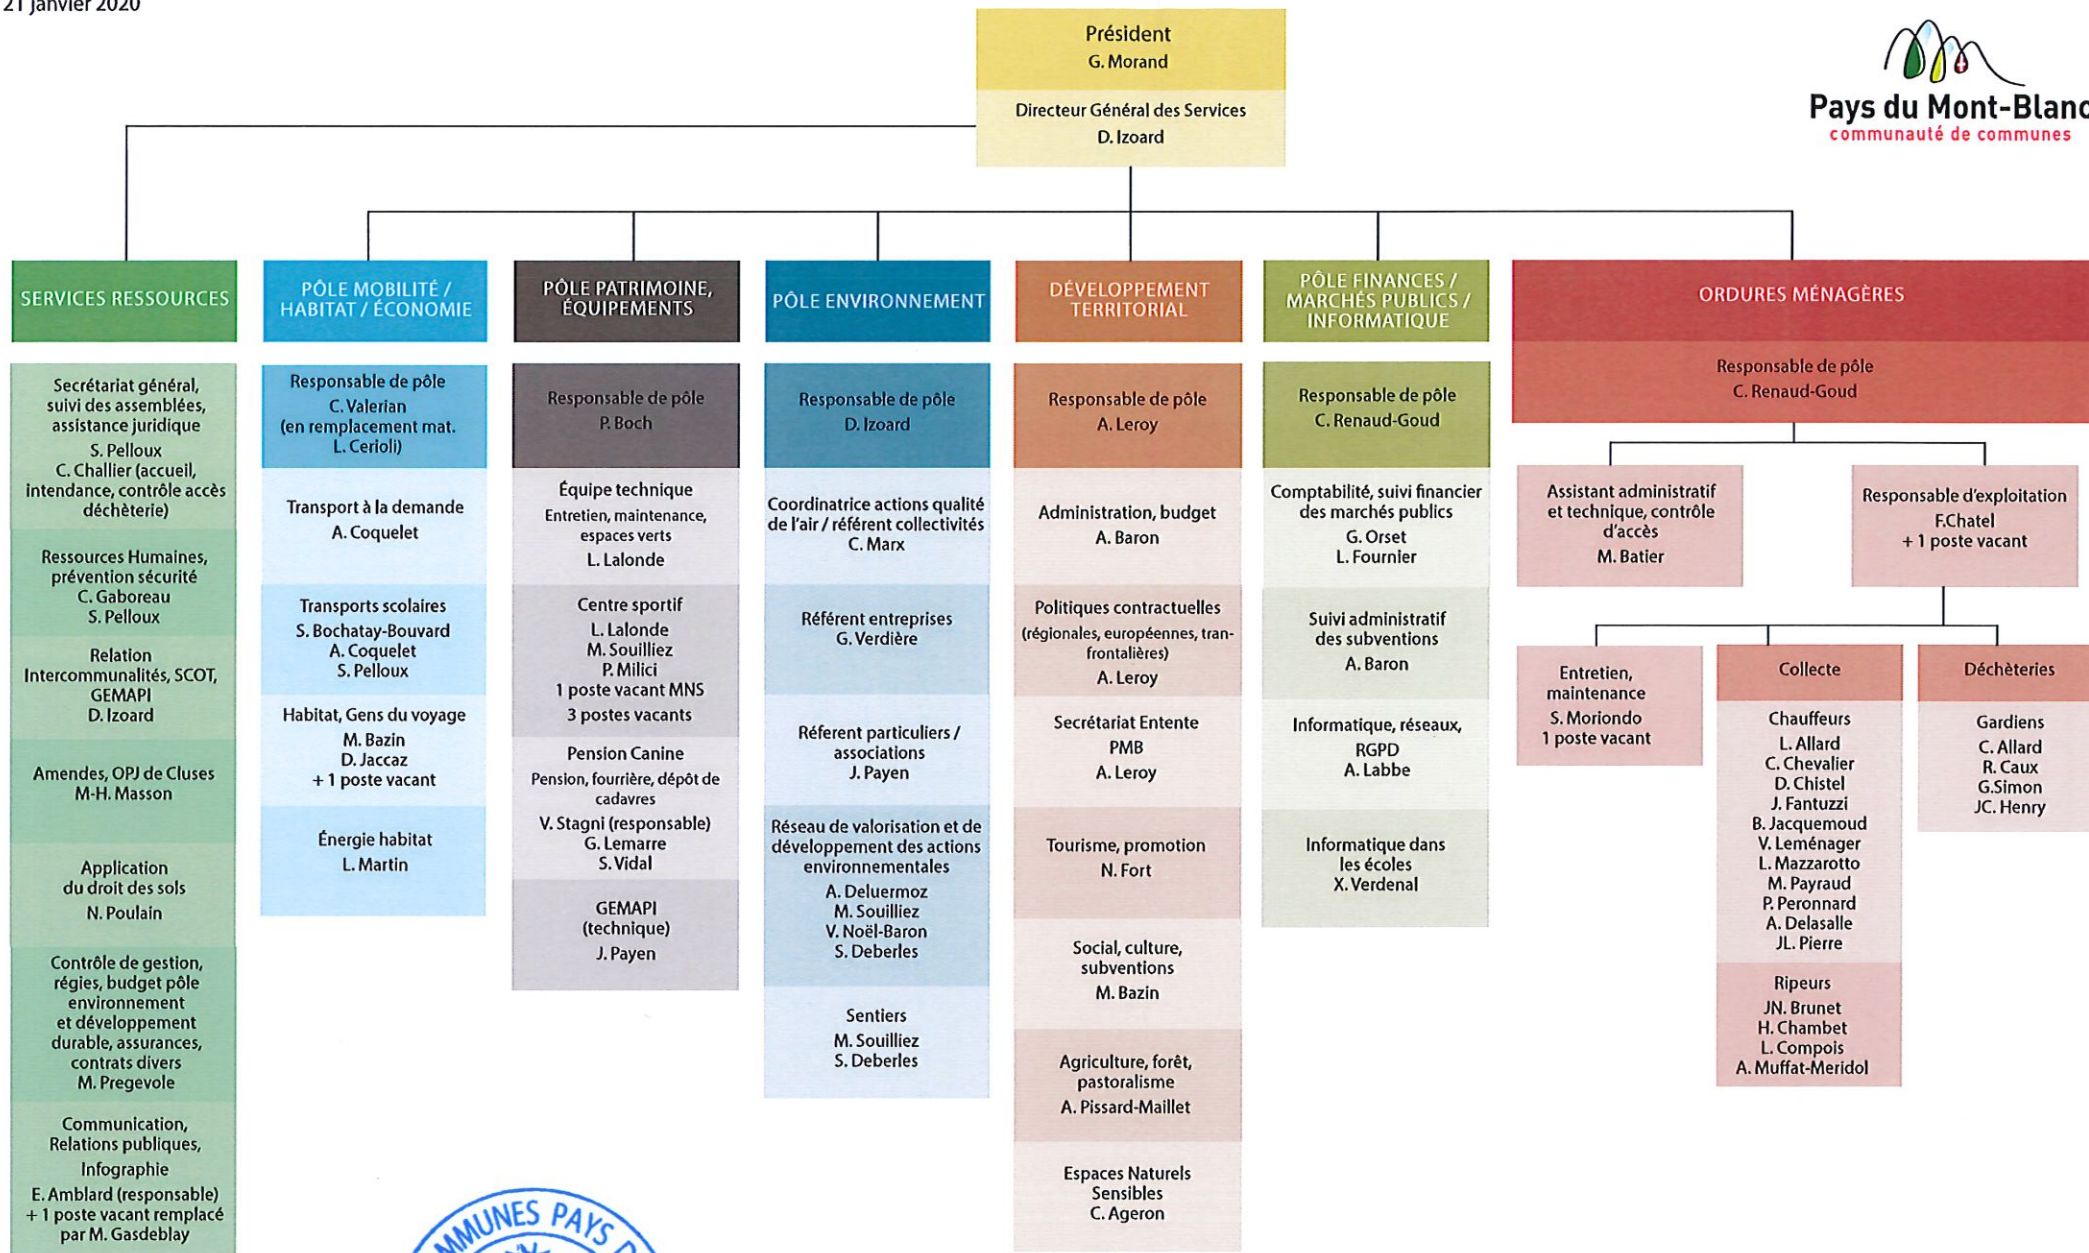 21 janvier 2020
Président
G. Morand
Directeur Général des Services
D. Izoard
Pays du Mont-Blanc
communauté de communes
SERVICES RESSOURCES
Secrétariat général,
suivi des assemblées,
assistance juridique
S. Pelloux
C. Challier (accueil,
intendance, contrôle accès
déchèterie)
Ressources Humaines,
prévention sécurité
C. Gaboreau
S. Pelloux
Relation
Intercommunalités, SCOT,
GEMAPI
D. Izoard
Amendes, OPJ de Cluses
M-H. Masson
Application
du droit des sols
N. Poulain
Contrôle de gestion,
régies, budget pôle
environnement
et développement
durable, assurances,
contrats divers
M. Pregevole
Communication,
Relations publiques,
Infographie
E. Amblard (responsable)
+ 1 poste vacant remplacé
par M. Gasdeblay
PÔLE MOBILITÉ /
HABITAT / ÉCONOMIE
Responsable de pôle
C. Valerian
(en remplacement mat.
L. Cerioli)
Transport à la demande
A. Coquelet
Transports scolaires
S. Bochatay-Bouvard
A. Coquelet
S. Pelloux
Habitat, Gens du voyage
M. Bazin
D. Jaccaz
+ 1 poste vacant
Énergie habitat
L. Martin
PÔLE PATRIMOINE,
ÉQUIPEMENTS
Responsable de pôle
P. Boch
Équipe technique
Entretien, maintenance,
espaces verts
L. Lalonde
Centre sportif
L. Lalonde
M. Souilliez
P. Milici
1 poste vacant MNS
3 postes vacants
Pension Canine
Pension, fourrière, dépôt de
cadavres
V. Stagni (responsable)
G. Lemarre
S. Vidal
GEMAPI
(technique)
J. Payen
PÔLE ENVIRONNEMENT
Responsable de pôle
D. Izoard
Coordinatrice actions qualité
de l'air / référent collectivités
C. Marx
Référent entreprises
G. Verdière
Réferent particuliers /
associations
J. Payen
Réseau de valorisation et de
développement des actions
environnementales
A. Deluermoz
M. Souilliez
V. Noël-Baron
S. Deberles
Sentiers
M. Souilliez
S. Deberles
DÉVELOPPEMENT
TERRITORIAL
Responsable de pôle
A. Leroy
Administration, budget
A. Baron
Politiques contractuelles
(régionales, européennes, tran-
frontalières)
A. Leroy
Secrétariat Entente
PMB
A. Leroy
Tourisme, promotion
N. Fort
Social, culture,
subventions
M. Bazin
Agriculture, forêt,
pastoralisme
A. Pissard-Maillet
Espaces Naturels
Sensibles
C. Ageron
PÔLE FINANCES /
MARCHÉS PUBLICS /
INFORMATIQUE
Responsable de pôle
C. Renaud-Goud
Comptabilité, suivi financier
des marchés publics
G. Orset
L. Fournier
Suivi administratif
des subventions
A. Baron
Informatique, réseaux,
RGPD
A. Labbe
Informatique dans
les écoles
X. Verdenal
ORDURES MÉNAGÈRES
Responsable de pôle
C. Renaud-Goud
Assistant administratif
et technique, contrôle
d'accès
M. Batier
Responsable d'exploitation
F.Chatel
+ 1 poste vacant
Entretien,
maintenance
S. Moriondo
1 poste vacant
Collecte
Chauffeurs
L. Allard
C. Chevalier
D. Chistel
J. Fantuzzi
B. Jacquemoud
V. Leménager
L. Mazzarotto
M. Payraud
P. Peronnard
A. Delasalle
JL. Pierre
Ripeurs
JN. Brunet
H. Chambet
L. Compois
A. Muffat-Meridol
Déchèteries
Gardiens
C. Allard
R. Caux
G.Simon
JC. Henry
PAYS